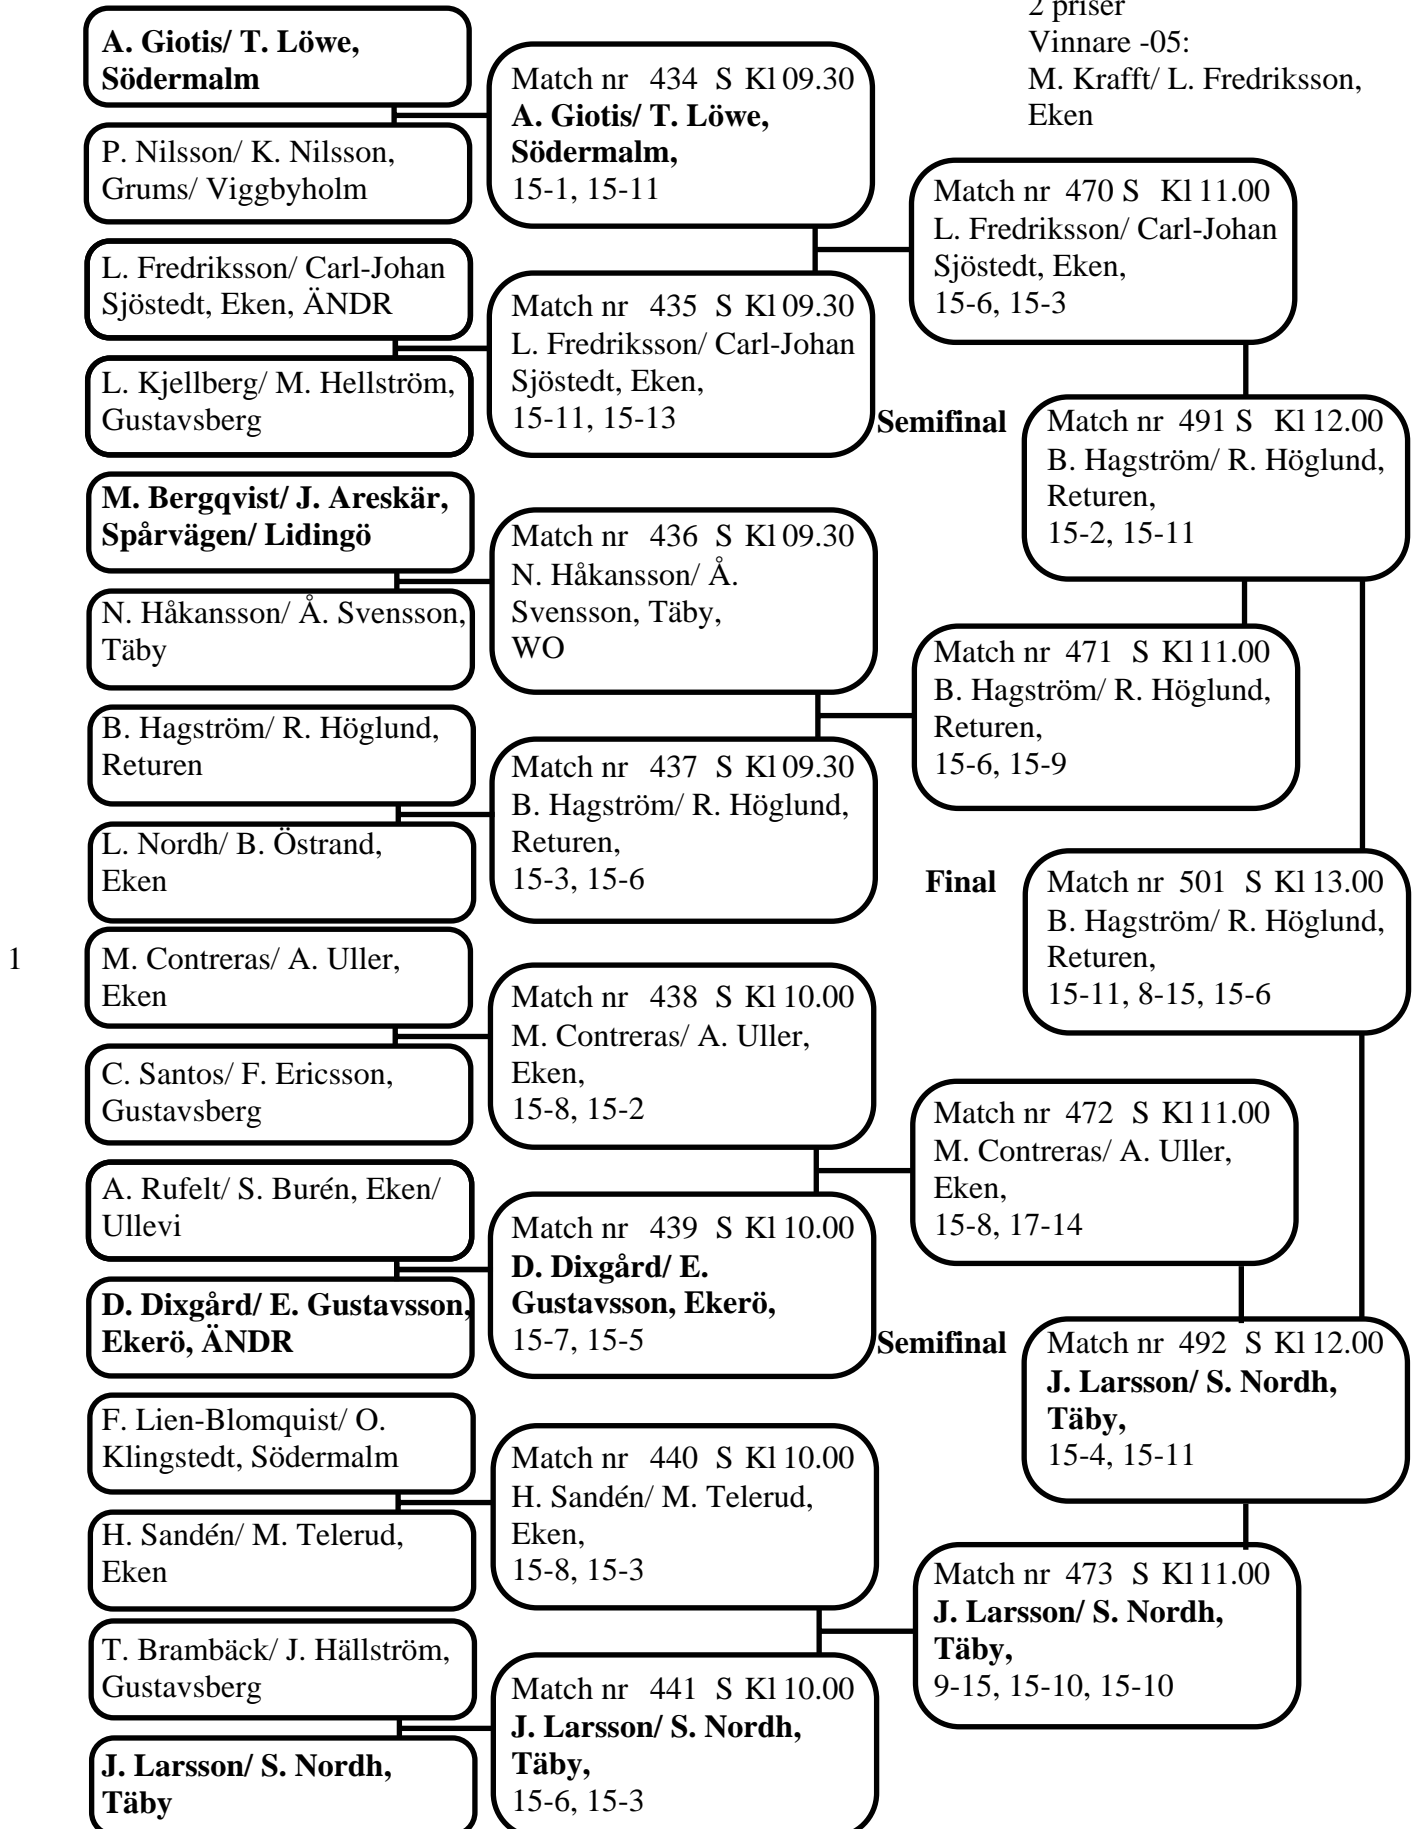 2 priser
Vinnare -05:
M. Krafft/ L. Fredriksson,
Eken
A. Giotis/ T. Löwe,
Södermalm
P. Nilsson/ K. Nilsson,
Grums/ Viggbyholm
L. Fredriksson/ Carl-Johan
Sjöstedt, Eken, ÄNDR
L. Kjellberg/ M. Hellström,
Gustavsberg
M. Bergqvist/ J. Areskär,
Spårvägen/ Lidingö
N. Håkansson/ Å. Svensson,
Täby
B. Hagström/ R. Höglund,
Returen
L. Nordh/ B. Östrand,
Eken
1
M. Contreras/ A. Uller,
Eken
C. Santos/ F. Ericsson,
Gustavsberg
A. Rufelt/ S. Burén, Eken/
Ullevi
D. Dixgård/ E. Gustavsson,
Ekerö, ÄNDR
F. Lien-Blomquist/ O.
Klingstedt, Södermalm
H. Sandén/ M. Telerud,
Eken
T. Brambäck/ J. Hällström,
Gustavsberg
J. Larsson/ S. Nordh,
Täby
Match nr 434 S Kl 09.30
A. Giotis/ T. Löwe,
Södermalm,
15-1, 15-11
Match nr 435 S Kl 09.30
L. Fredriksson/ Carl-Johan
Sjöstedt, Eken,
15-11, 15-13
Match nr 436 S Kl 09.30
N. Håkansson/ Å.
Svensson, Täby,
WO
Match nr 437 S Kl 09.30
B. Hagström/ R. Höglund,
Returen,
15-3, 15-6
Match nr 438 S Kl 10.00
M. Contreras/ A. Uller,
Eken,
15-8, 15-2
Match nr 439 S Kl 10.00
D. Dixgård/ E.
Gustavsson, Ekerö,
15-7, 15-5
Match nr 440 S Kl 10.00
H. Sandén/ M. Telerud,
Eken,
15-8, 15-3
Match nr 441 S Kl 10.00
J. Larsson/ S. Nordh,
Täby,
15-6, 15-3
Match nr 470 S Kl 11.00
L. Fredriksson/ Carl-Johan
Sjöstedt, Eken,
15-6, 15-3
Match nr 471 S Kl 11.00
B. Hagström/ R. Höglund,
Returen,
15-6, 15-9
Match nr 472 S Kl 11.00
M. Contreras/ A. Uller,
Eken,
15-8, 17-14
Match nr 473 S Kl 11.00
J. Larsson/ S. Nordh,
Täby,
9-15, 15-10, 15-10
Semifinal
Match nr 491 S Kl 12.00
B. Hagström/ R. Höglund,
Returen,
15-2, 15-11
Final
Match nr 501 S Kl 13.00
B. Hagström/ R. Höglund,
Returen,
15-11, 8-15, 15-6
Semifinal
Match nr 492 S Kl 12.00
J. Larsson/ S. Nordh,
Täby,
15-4, 15-11